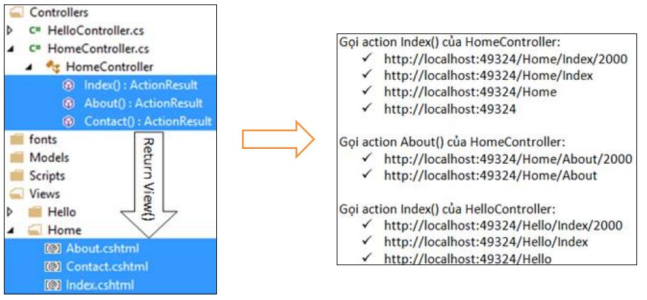 Controllers
C# HelloController.cs
C# HomeController.cs
HomeController
Index() : ActionResult
About() : ActionResult
Contact() : ActionResult
fonts
Models
Scripts
Views
Hello
Home
[@] About.cshtml
[@] Contact.cshtml
[@] Index.cshtml
Return View()
Gọi action Index() của HomeController:
✓ http://localhost:49324/Home/Index/2000
✓ http://localhost:49324/Home/Index
✓ http://localhost:49324/Home
✓ http://localhost:49324
Gọi action About() của HomeController:
✓ http://localhost:49324/Home/About/2000
✓ http://localhost:49324/Home/About
Gọi action Index() của HelloController:
✓ http://localhost:49324/Hello/Index/2000
✓ http://localhost:49324/Hello/Index
✓ http://localhost:49324/Hello